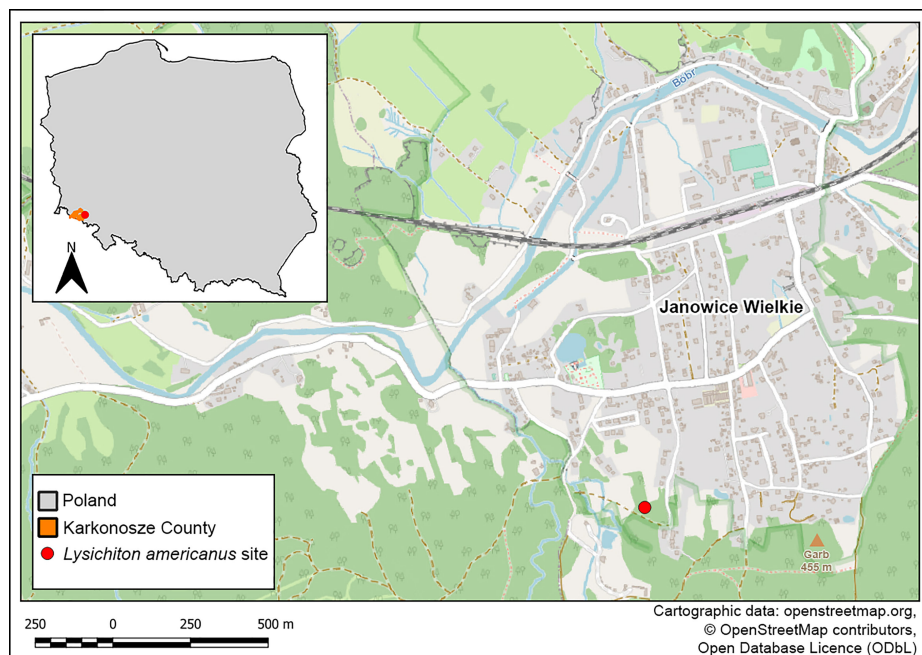 Bóbr
N
Janowice Wielkie
Poland
Karkonosze County
Lysichiton americanus site
Garb
455 m
250 0 250 500 m
Cartographic data: openstreetmap.org,
© OpenStreetMap contributors,
Open Database Licence (ODbL)